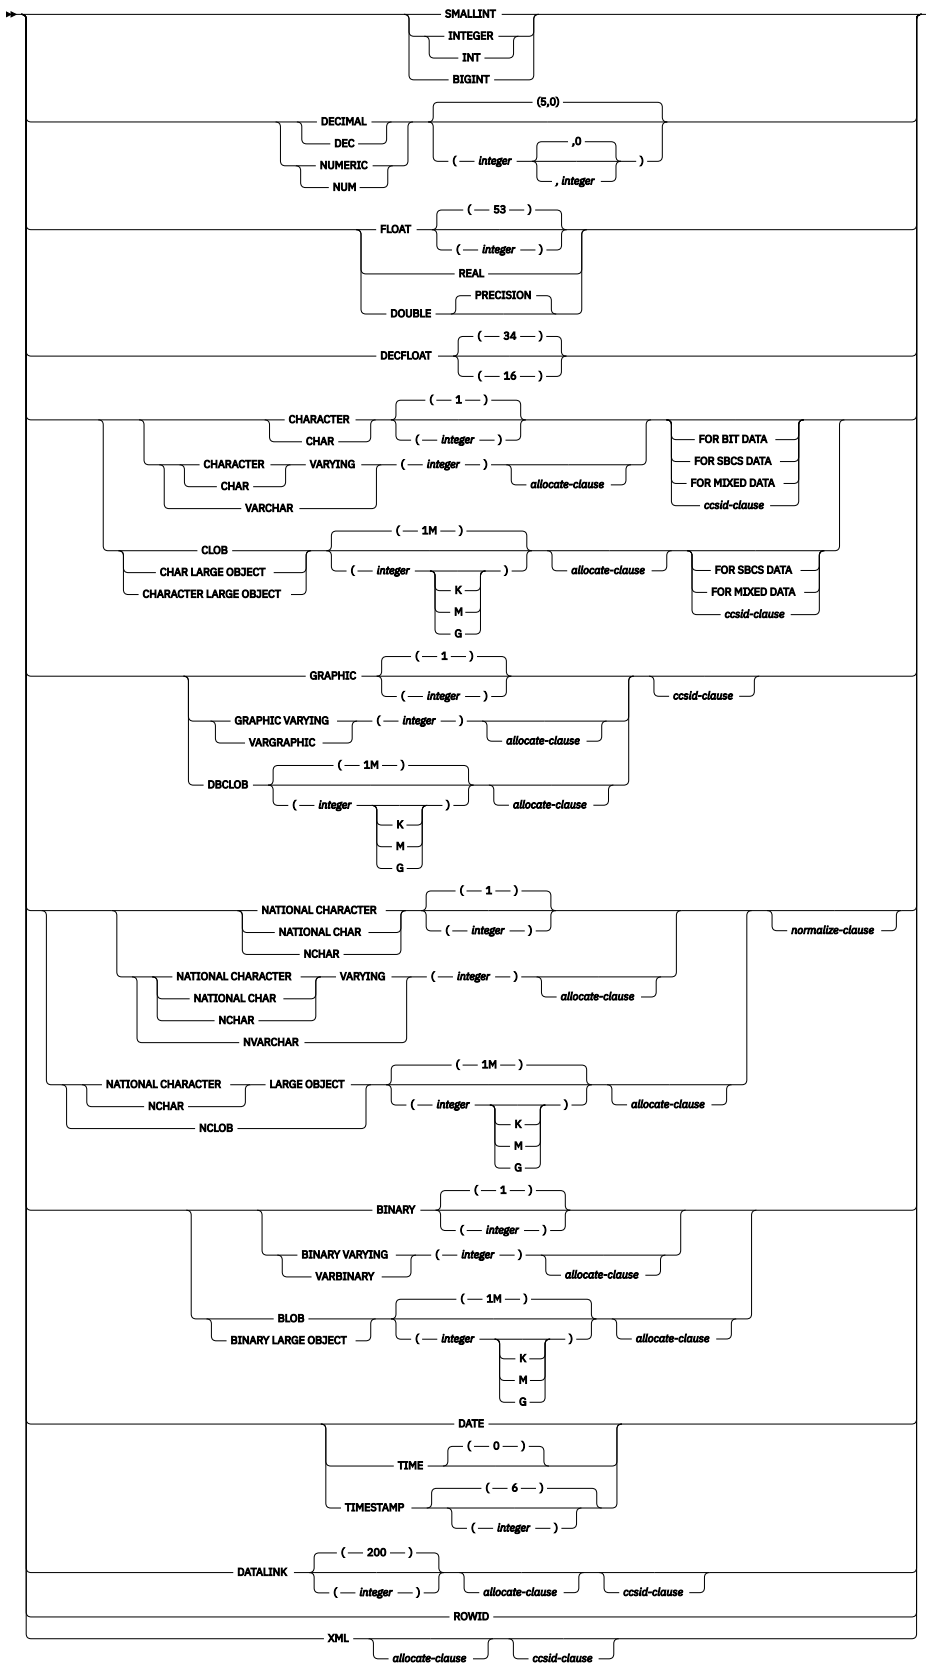 SMALLINT
INTEGER
INT
BIGINT
(5,0)
DECIMAL
DEC
,0
NUMERIC ( integer )
, integer
NUM
( 53 )
FLOAT
( integer )
REAL
PRECISION
DOUBLE
( 34 )
DECFLOAT
( 16 )
( 1 )
CHARACTER
CHAR ( integer ) FOR BIT DATA
FOR SBCS DATA
CHARACTER VARYING ( integer )
CHAR allocate-clause FOR MIXED DATA
VARCHAR ccsid-clause
( 1M )
CLOB
CHAR LARGE OBJECT ( integer ) allocate-clause FOR SBCS DATA
CHARACTER LARGE OBJECT K FOR MIXED DATA
M ccsid-clause
G
( 1 )
GRAPHIC
( integer ) ccsid-clause
GRAPHIC VARYING ( integer )
VARGRAPHIC allocate-clause
( 1M )
DBCLOB
( integer ) allocate-clause
K
M
G
( 1 )
NATIONAL CHARACTER
NATIONAL CHAR ( integer ) normalize-clause
NCHAR
NATIONAL CHARACTER VARYING ( integer )
NATIONAL CHAR allocate-clause
NCHAR
NVARCHAR
( 1M )
NATIONAL CHARACTER LARGE OBJECT
NCHAR ( integer ) allocate-clause
NCLOB K
M
G
( 1 )
BINARY
( integer )
BINARY VARYING ( integer )
VARBINARY allocate-clause
( 1M )
BLOB
BINARY LARGE OBJECT ( integer ) allocate-clause
K
M
G
DATE
( 0 )
TIME
( 6 )
TIMESTAMP
( integer )
( 200 )
DATALINK
( integer ) allocate-clause ccsid-clause
ROWID
XML
allocate-clause ccsid-clause